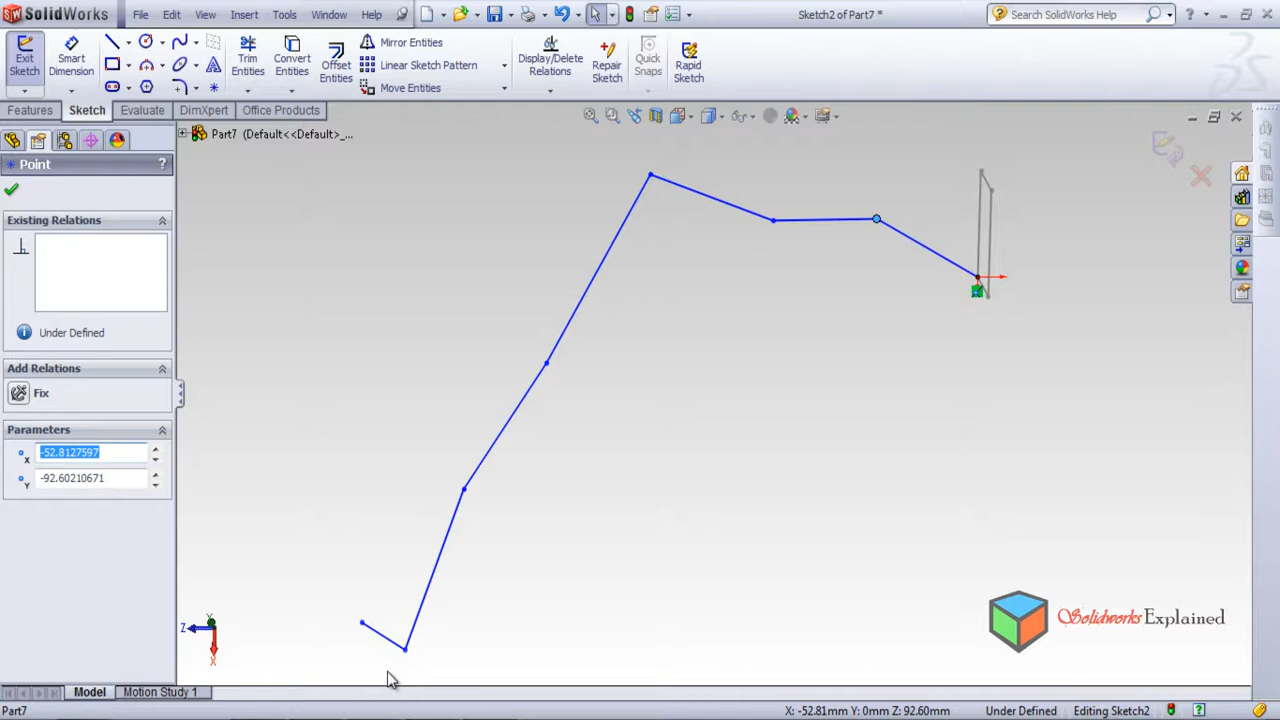 SolidWorks File Edit View Insert Tools Window Help Sketch2 of Part7 * Search SolidWorks Help
Exit Sketch
Smart Dimension
Trim Entities
Convert Entities
Offset Entities
Mirror Entities
Linear Sketch Pattern
Move Entities
Display/Delete Relations
Repair Sketch
Quick Snaps
Rapid Sketch
Features Sketch Evaluate DimXpert Office Products
Part7 (Default<<Default>_...
Point ?
Existing Relations
Under Defined
Add Relations
Fix
Parameters
X -52.8127597
Y -92.60210671
Y
Z
X
Solidworks Explained
Model Motion Study 1
Part7 X: -52.81mm Y: 0mm Z: 92.60mm Under Defined Editing Sketch2